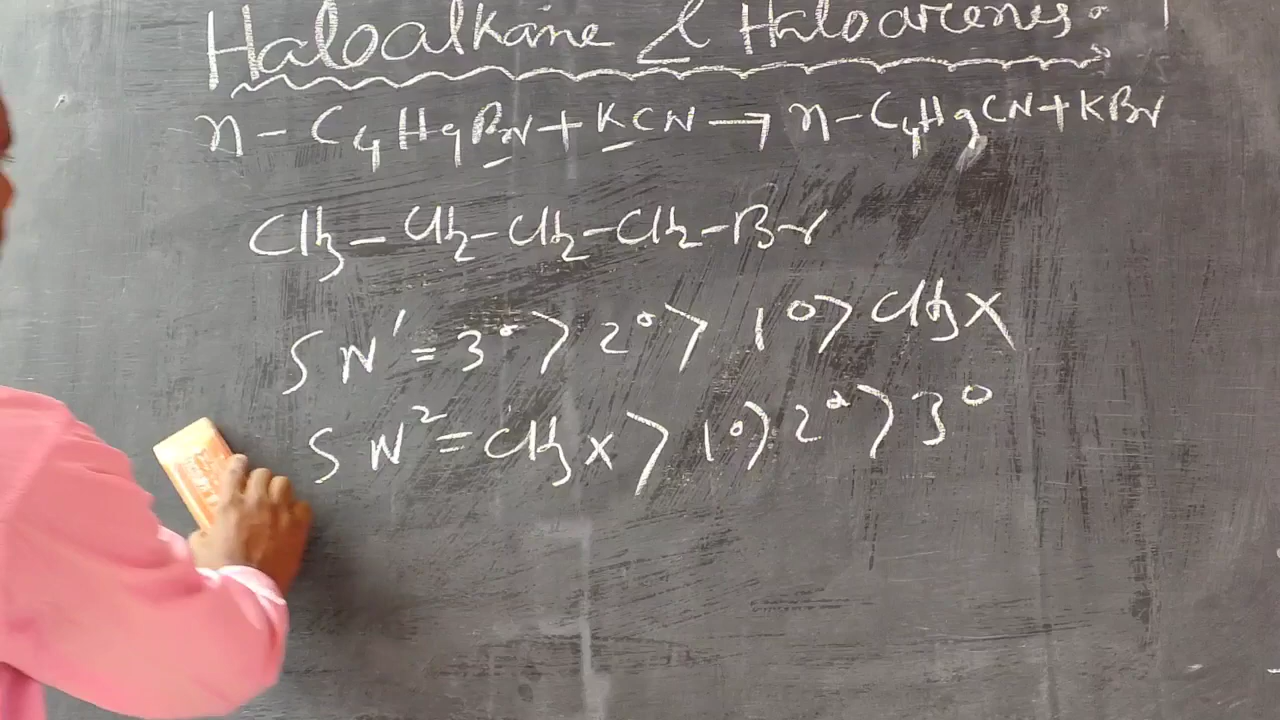 Haloalkane & Haloarenes.
n-C4H9Br+KCN→n-C4H9CN+KBr
CH3-CH2-CH2-CH2-Br
SN1=3°>2°>1°>CH3X
SN2=CH3X>1°>2°>3°